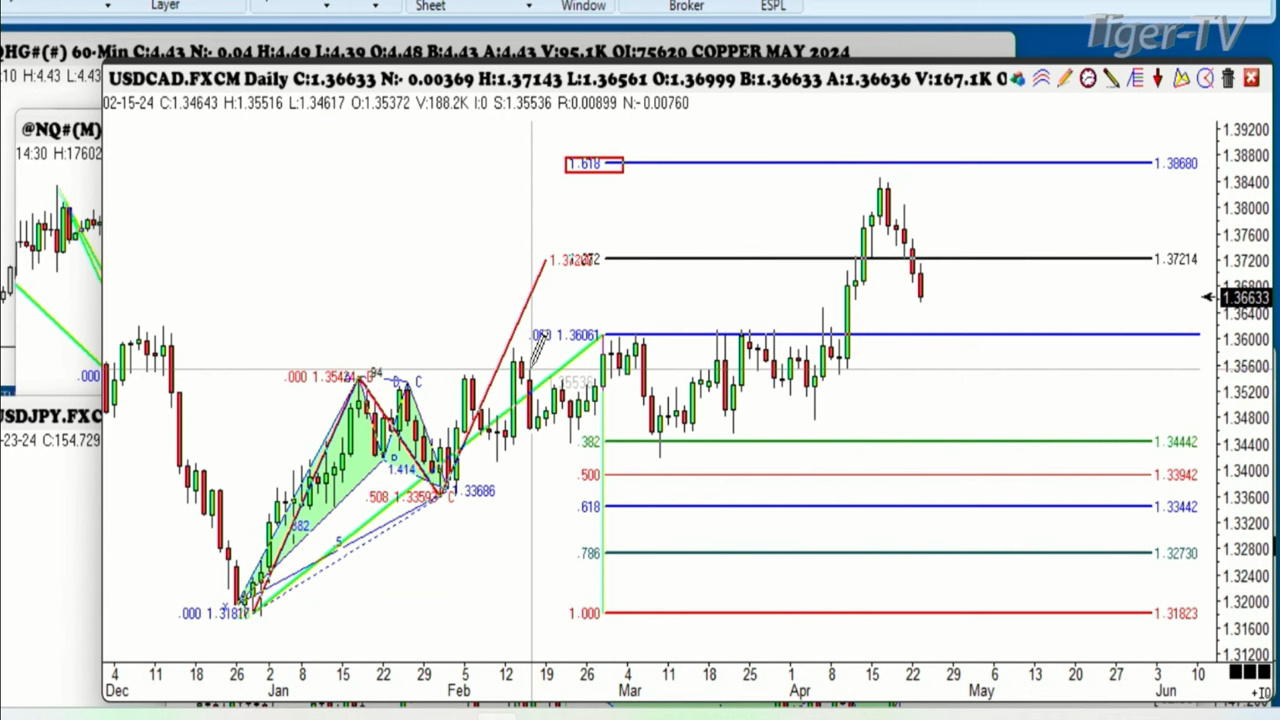 Layer Sheet Window Broker ESPL
Tiger-TV
QHG#(#) 60-Min C:4.43 N:- 0.04 H:4.49 L:4.39 O:4.48 B:4.43 A:4.43 V:95.1K OI:75620 COPPER MAY 2024
:10 H:4.43 L:4.43
USDCAD.FXCM Daily C:1.36633 N:- 0.00369 H:1.37143 L:1.36561 O:1.36999 B:1.36633 A:1.36636 V:167.1K O
02-15-24 C:1.34643 H:1.35516 L:1.34617 O:1.35372 V:188.2K I:0 S:1.35536 R:0.00899 N:-0.00760
@NQ#(M)
14:30 H:17602
1.39200
1.618 1.38680 1.38800
1.38400
1.38000
1.37600
1.37214 1.37200
1.36800
1.36633
1.36400
1.36061
1.36000
.000 1.35600
.000 D 94 B C
1.35200
USDJPY.FXC
1.34800
-23-24 C:154.729
.382 1.34442 1.34400
1.414
.500 1.33942 1.34000
1.33686
.508 C 1.33600
.618 1.33442
1.33200
.382
.786 1.32730 1.32800
1.32400
1.32000
.000 1.000 1.31823
1.31600
1.31200
4 11 18 26 2 8 15 22 29 5 12 19 26 4 11 18 25 1 8 15 22 29 6 13 20 27 3 10
Dec Jan Feb Mar Apr May Jun